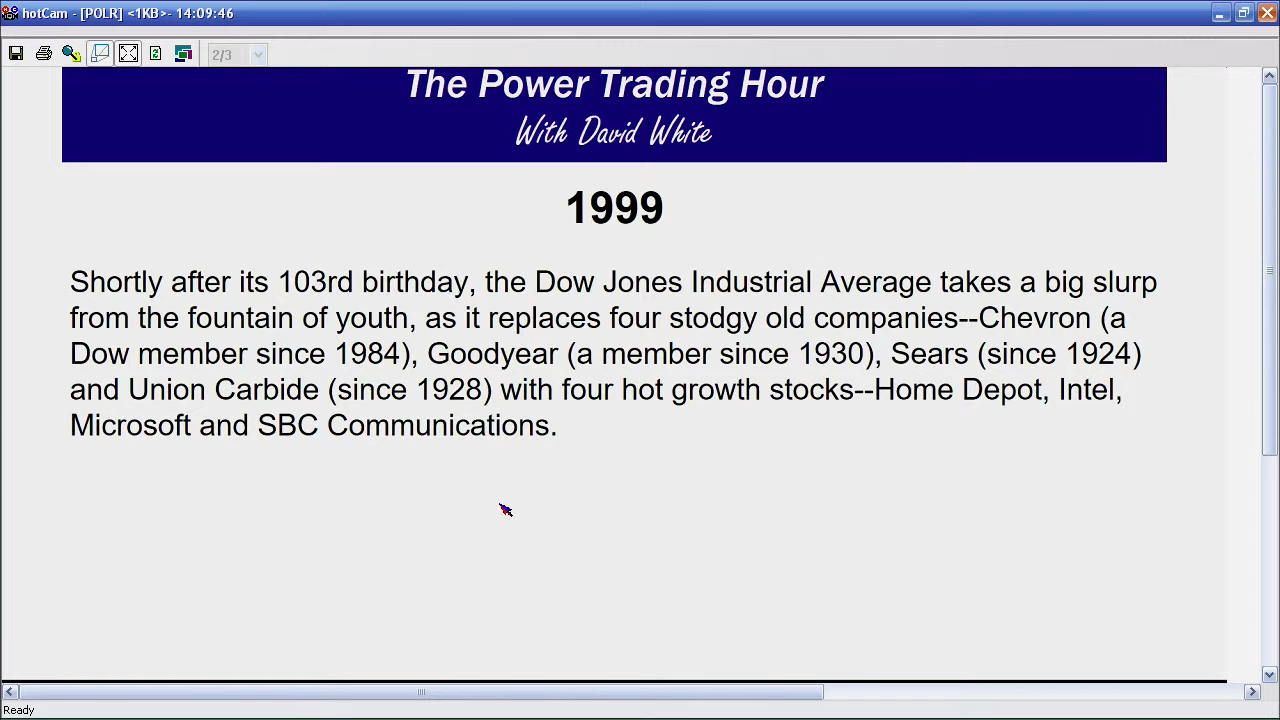 hotCam - [POLR] <1KB>- 14:09:46
2/3
The Power Trading Hour
With David White
1999
Shortly after its 103rd birthday, the Dow Jones Industrial Average takes a big slurp
from the fountain of youth, as it replaces four stodgy old companies--Chevron (a
Dow member since 1984), Goodyear (a member since 1930), Sears (since 1924)
and Union Carbide (since 1928) with four hot growth stocks--Home Depot, Intel,
Microsoft and SBC Communications.
Ready